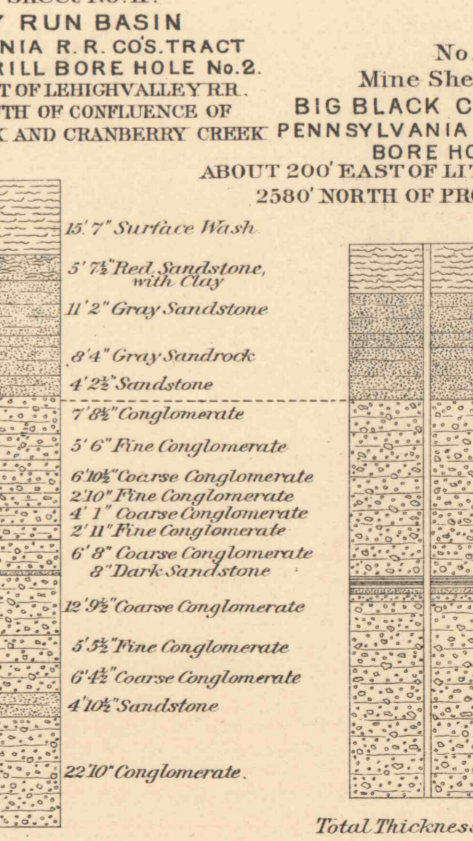 Y RUN BASIN
NIA R.R. CO'S. TRACT
RILL BORE HOLE No. 2.
T OF LEHIGH VALLEY R.R.
TH OF CONFLUENCE OF
K AND CRANBERRY CREEK
15' 7" Surface Wash
5' 7½" Red Sandstone,
with Clay
11' 2" Gray Sandstone
8' 4" Gray Sandrock
4' 2½" Sandstone
7' 8½" Conglomerate
5' 6" Fine Conglomerate
6' 10½" Coarse Conglomerate
2' 10" Fine Conglomerate
4' 1" Coarse Conglomerate
2' 11" Fine Conglomerate
6' 8" Coarse Conglomerate
8" Dark Sandstone
12' 9½" Coarse Conglomerate
5' 5½" Fine Conglomerate
6' 4½" Coarse Conglomerate
4' 10½" Sandstone
22' 10" Conglomerate.
No.
Mine She
BIG BLACK C
PENNSYLVANIA
BORE HO
ABOUT 200' EAST OF LIT
2580' NORTH OF PRO
Total Thickness